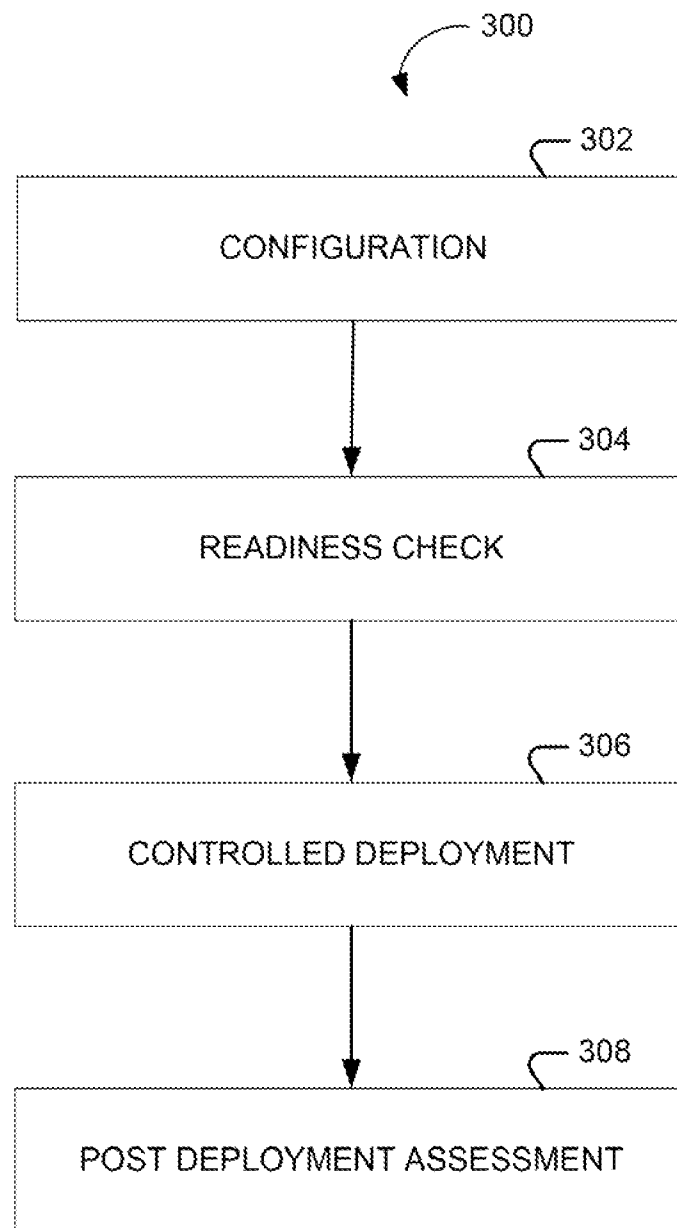 300
302
CONFIGURATION
304
READINESS CHECK
306
CONTROLLED DEPLOYMENT
308
POST DEPLOYMENT ASSESSMENT